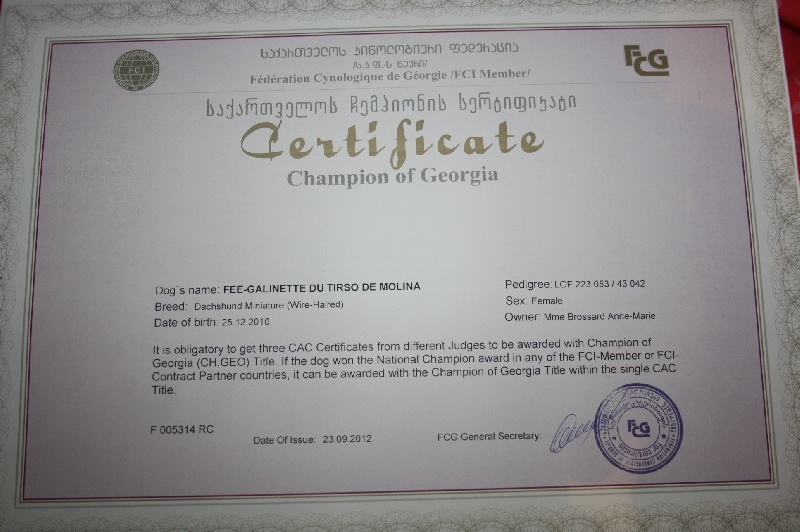 საქართველოს კინოლოგიური ფედერაცია
/ს.კ.ფ-ს წევრი/
Fédération Cynologique de Géorgie /FCI Member/
FCI
FCG
საქართველოს ჩემპიონის სერტიფიკატი
Certificate
Champion of Georgia
Dog`s name: FEE-GALINETTE DU TIRSO DE MOLINA
Pedigree: LOF 223 053 / 43 042
Breed: Dachshund Miniature (Wire-Haired)
Sex: Female
Date of birth: 25.12.2010
Owner: Mme Brossard Anne-Marie
It is obligatory to get three CAC Certificates from different Judges to be awarded with Champion of
Georgia (CH.GEO) Title. If the dog won the National Champion award in any of the FCI-Member or FCI-
Contract Partner countries, it can be awarded with the Champion of Georgia Title within the single CAC
Title.
F 005314 RC
Date Of Issue: 23.09.2012
FCG General Secretary:
FCG
For certificates